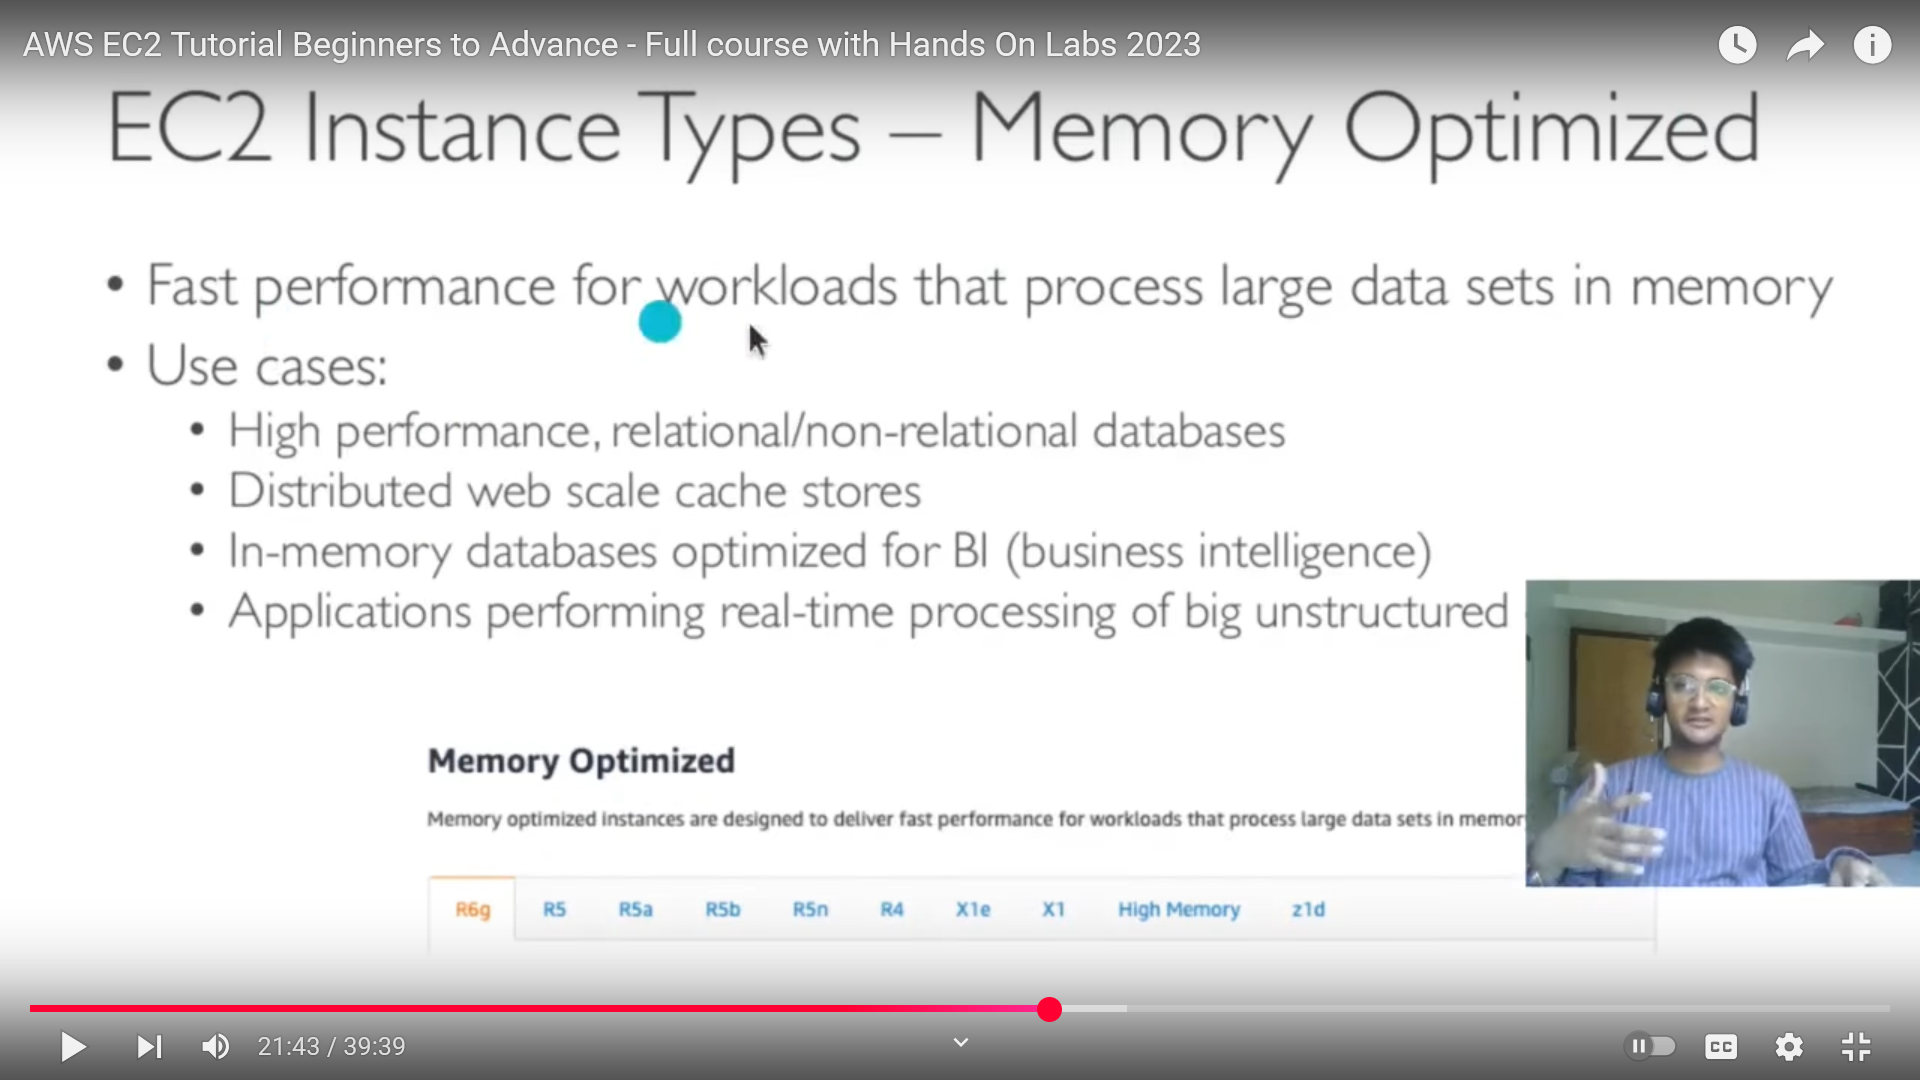 AWS EC2 Tutorial Beginners to Advance - Full course with Hands On Labs 2023
EC2 Instance Types – Memory Optimized
• Fast performance for workloads that process large data sets in memory
• Use cases:
• High performance, relational/non-relational databases
• Distributed web scale cache stores
• In-memory databases optimized for BI (business intelligence)
• Applications performing real-time processing of big unstructured
Memory Optimized
Memory optimized instances are designed to deliver fast performance for workloads that process large data sets in memor
R6g R5 R5a R5b R5n R4 X1e X1 High Memory z1d
21:43 / 39:39
CC